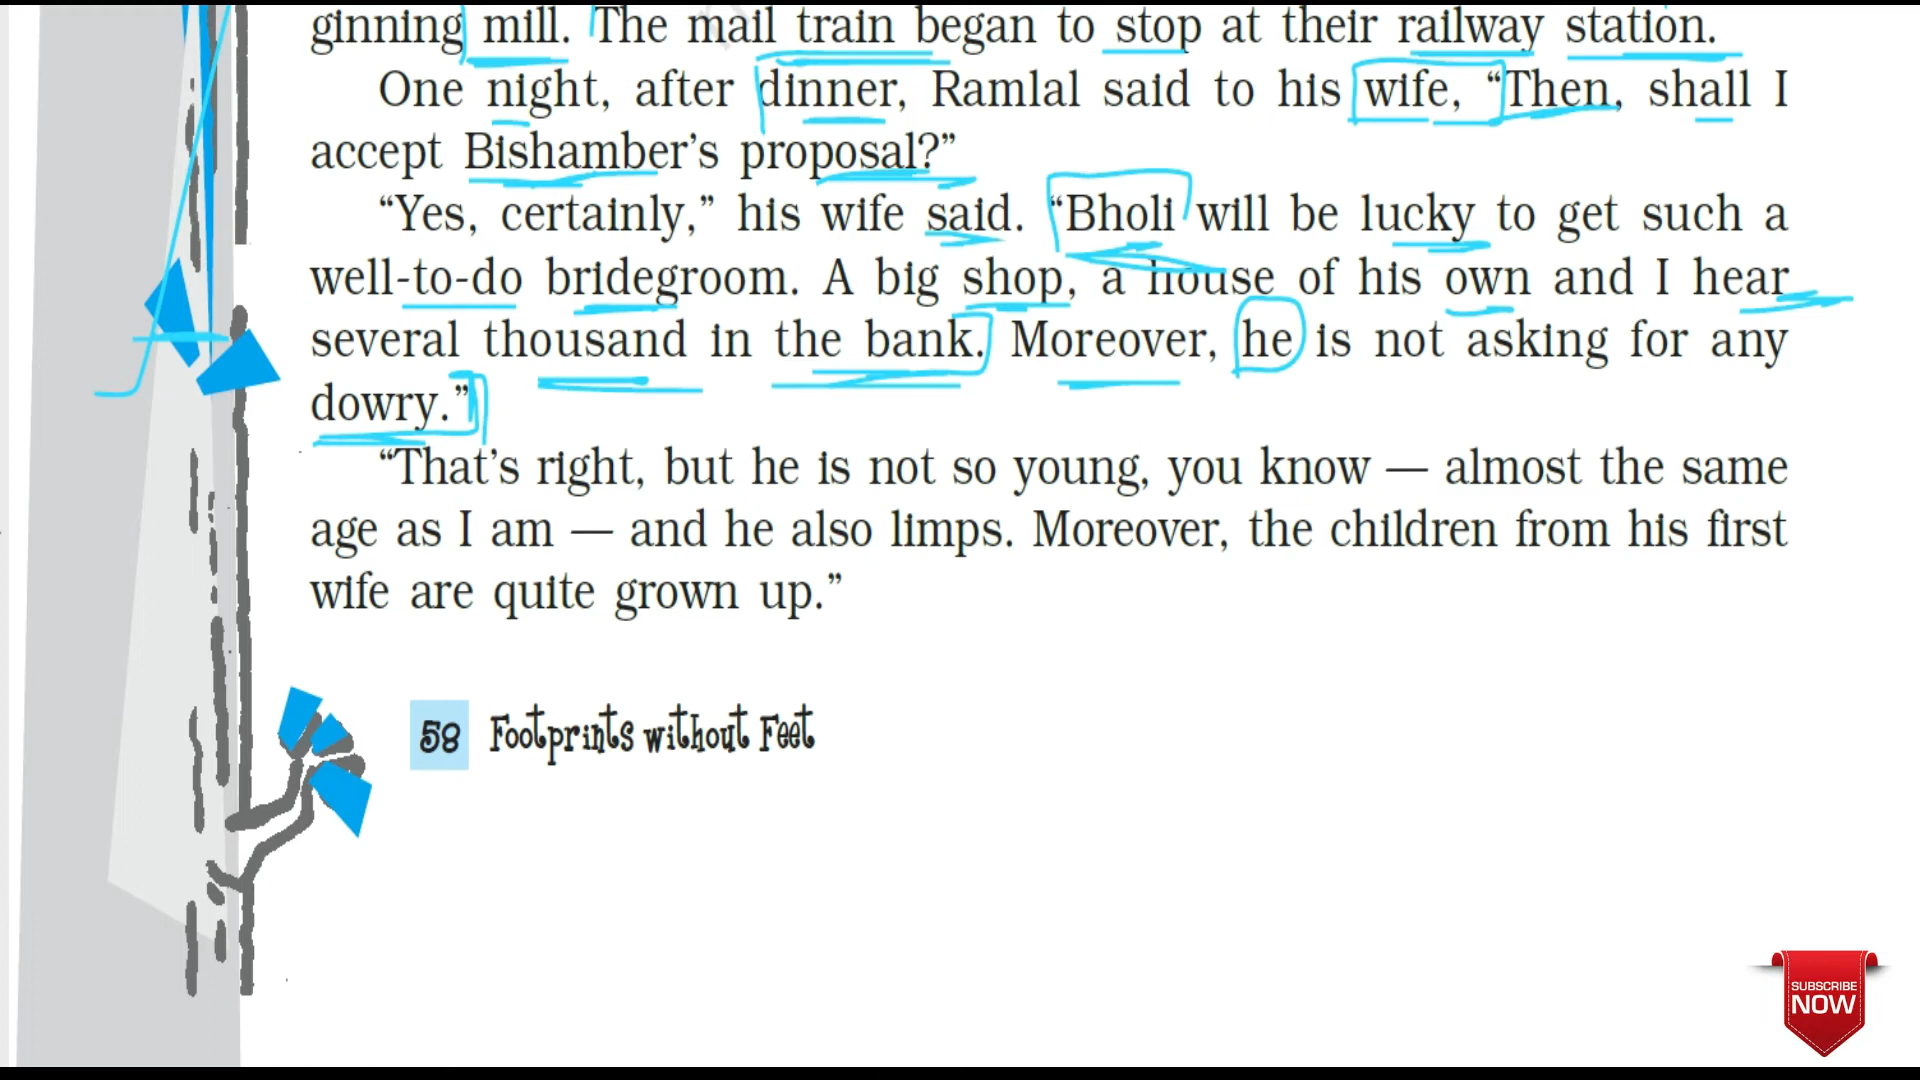 ginning mill. The mail train began to stop at their railway station.
One night, after dinner, Ramlal said to his wife, “Then, shall I
accept Bishamber’s proposal?”
“Yes, certainly,” his wife said. “Bholi will be lucky to get such a
well-to-do bridegroom. A big shop, a house of his own and I hear
several thousand in the bank. Moreover, he is not asking for any
dowry.”
“That’s right, but he is not so young, you know — almost the same
age as I am — and he also limps. Moreover, the children from his first
wife are quite grown up.”
58 Footprints without Feet
SUBSCRIBE
NOW